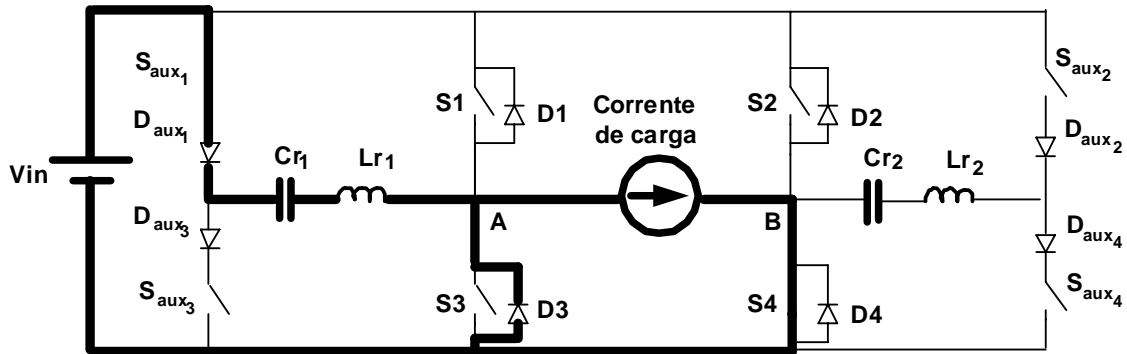 Vin
Saux1
Daux1
Daux3
Saux3
Cr1
Lr1
S1
D1
A
S3
D3
Corrente
de carga
B
S2
D2
S4
D4
Cr2
Lr2
Saux2
Daux2
Daux4
Saux4